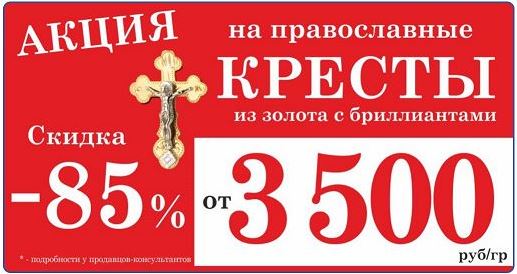 АКЦИЯ
на православные
КРЕСТЫ
из золота с бриллиантами
Скидка
-85%
от 3 500
руб/гр
* - подробности у продавцов-консультантов